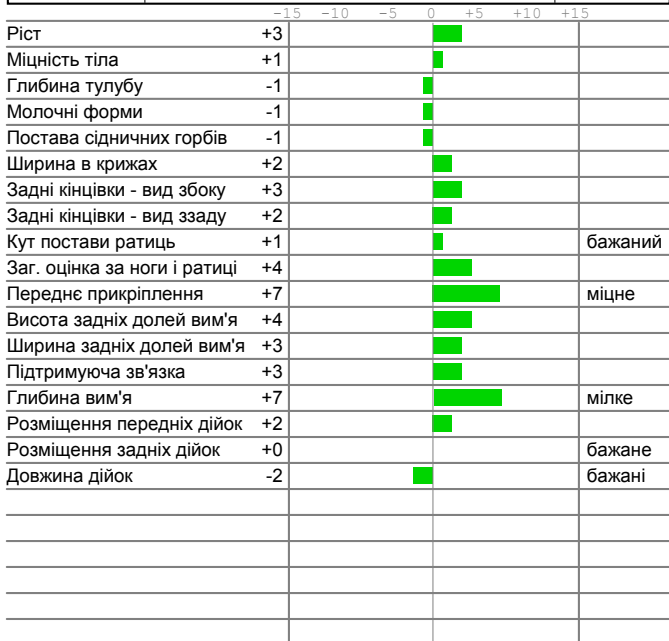 -15 -10 -5 0 +5 +10 +15
Ріст +3
Міцність тіла +1
Глибина тулубу -1
Молочні форми -1
Постава сідничних горбів -1
Ширина в крижах +2
Задні кінцівки - вид збоку +3
Задні кінцівки - вид ззаду +2
Кут постави ратиць +1 бажаний
Заг. оцінка за ноги і ратиці +4
Переднє прикріплення +7 міцне
Висота задніх долей вим'я +4
Ширина задніх долей вим'я +3
Підтримуюча зв'язка +3
Глибина вим'я +7 мілке
Розміщення передніх дійок +2
Розміщення задніх дійок +0 бажане
Довжина дійок -2 бажані